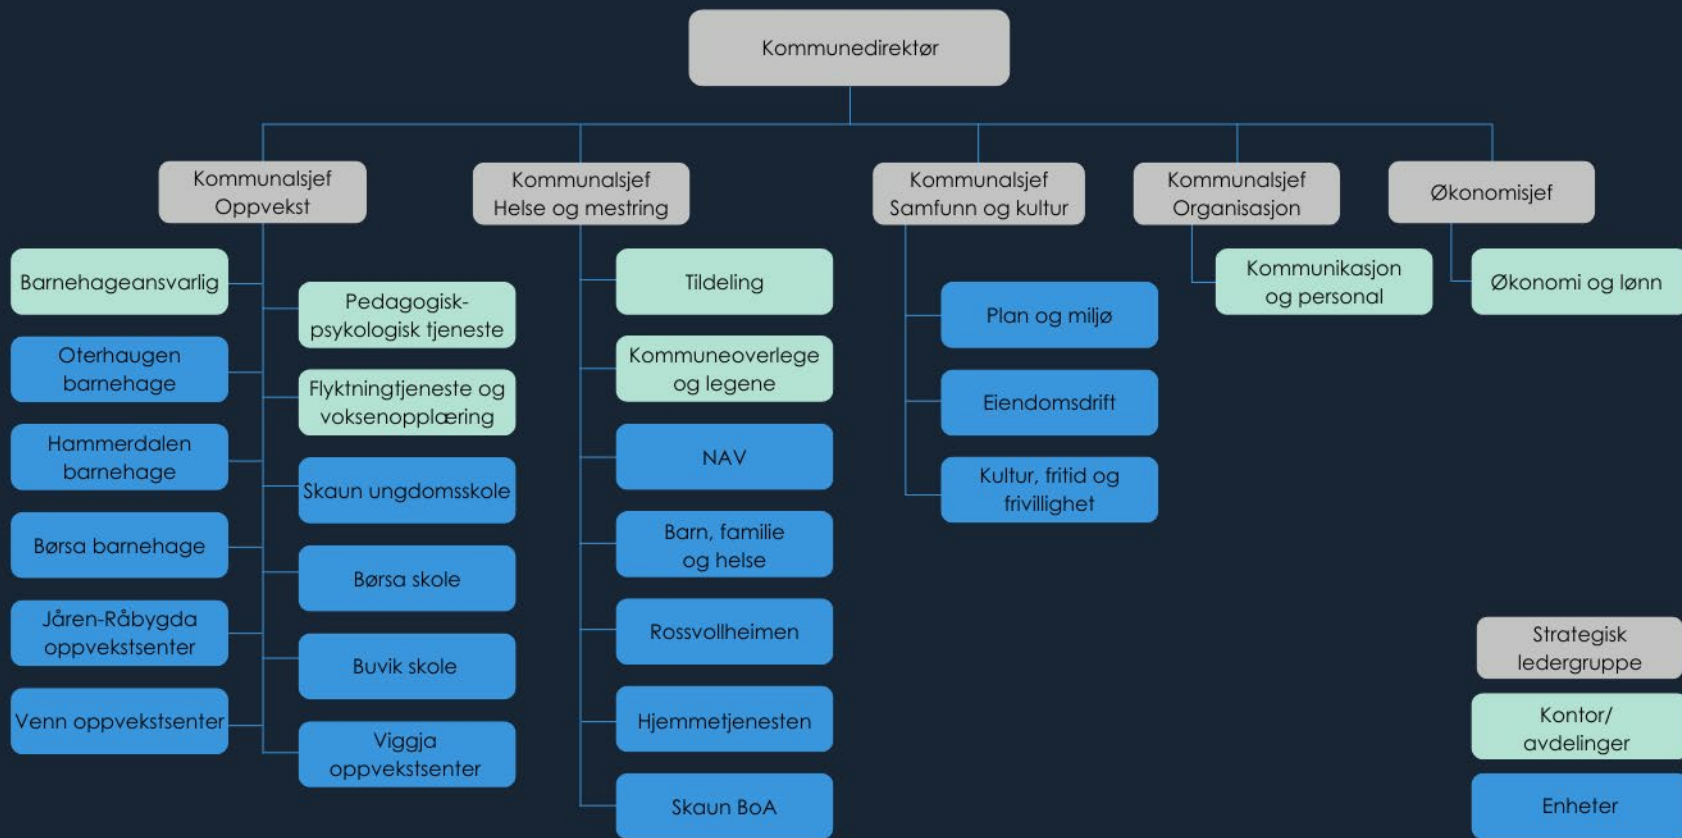 Kommunedirektør
Kommunalsjef
Oppvekst
Kommunalsjef
Helse og mestring
Kommunalsjef
Samfunn og kultur
Kommunalsjef
Organisasjon
Økonomisjef
Barnehageansvarlig
Oterhaugen
barnehage
Hammerdalen
barnehage
Børsa barnehage
Jåren-Råbygda
oppvekstsenter
Venn oppvekstsenter
Pedagogisk-
psykologisk tjeneste
Flyktningtjeneste og
voksenopplæring
Skaun ungdomsskole
Børsa skole
Buvik skole
Viggja
oppvekstsenter
Tildeling
Kommuneoverlege
og legene
NAV
Barn, familie
og helse
Rossvollheimen
Hjemmetjenesten
Skaun BoA
Plan og miljø
Eiendomsdrift
Kultur, fritid og
frivillighet
Kommunikasjon
og personal
Økonomi og lønn
Strategisk
ledergruppe
Kontor/
avdelinger
Enheter